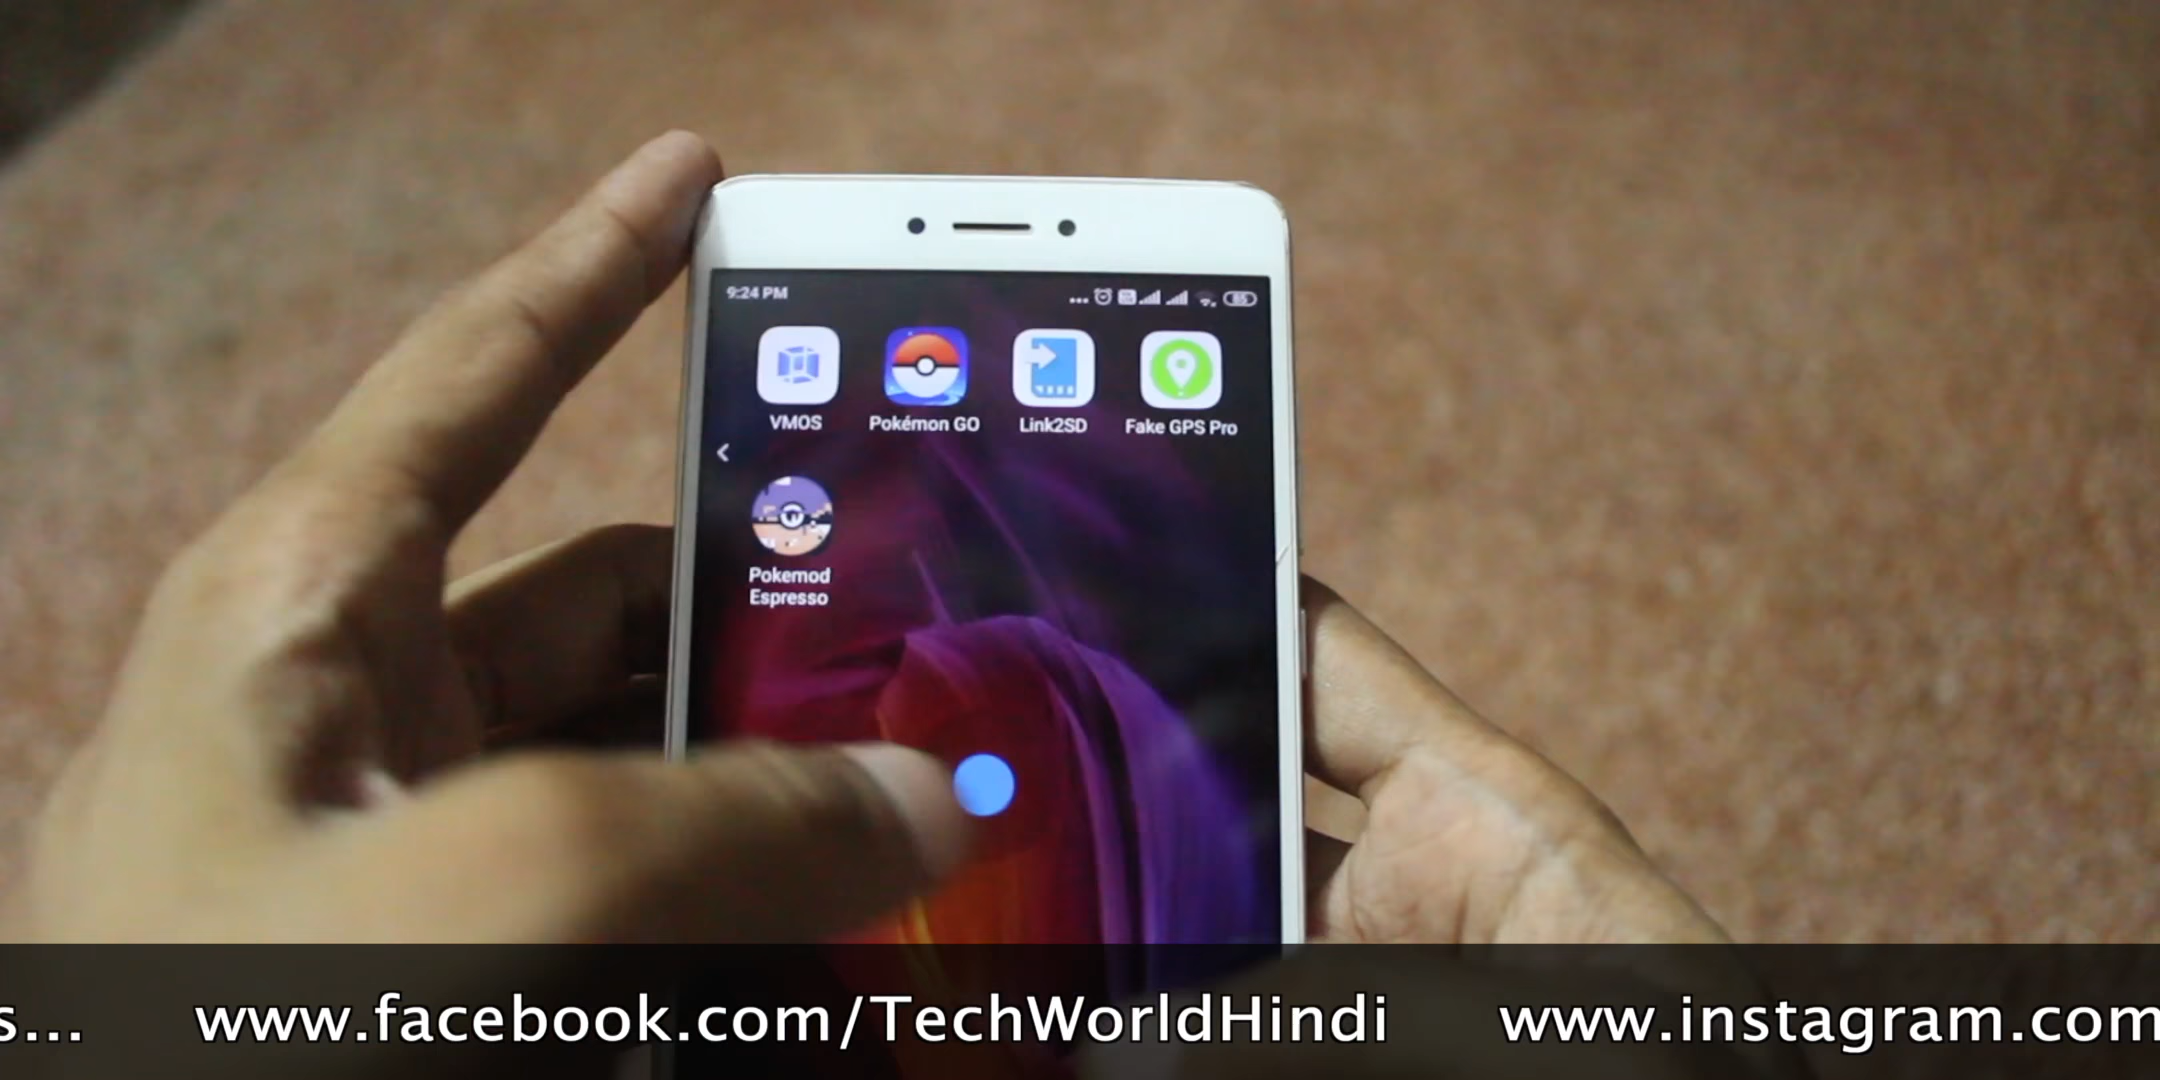 9:24 PM
85
VMOS
Pokémon GO
Link2SD
Fake GPS Pro
Pokemod
Espresso
s... www.facebook.com/TechWorldHindi www.instagram.com